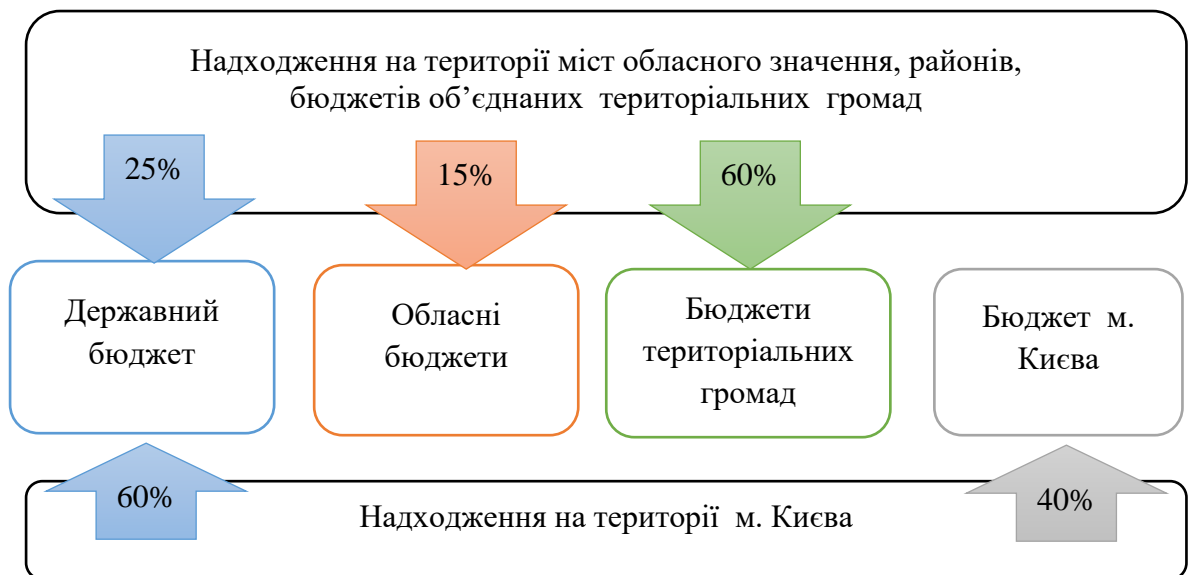 Надходження на території міст обласного значення, районів,
бюджетів об’єднаних територіальних громад
25%
15%
60%
Державний
бюджет
Обласні
бюджети
Бюджети
територіальних
громад
Бюджет м.
Києва
60%
Надходження на території м. Києва
40%